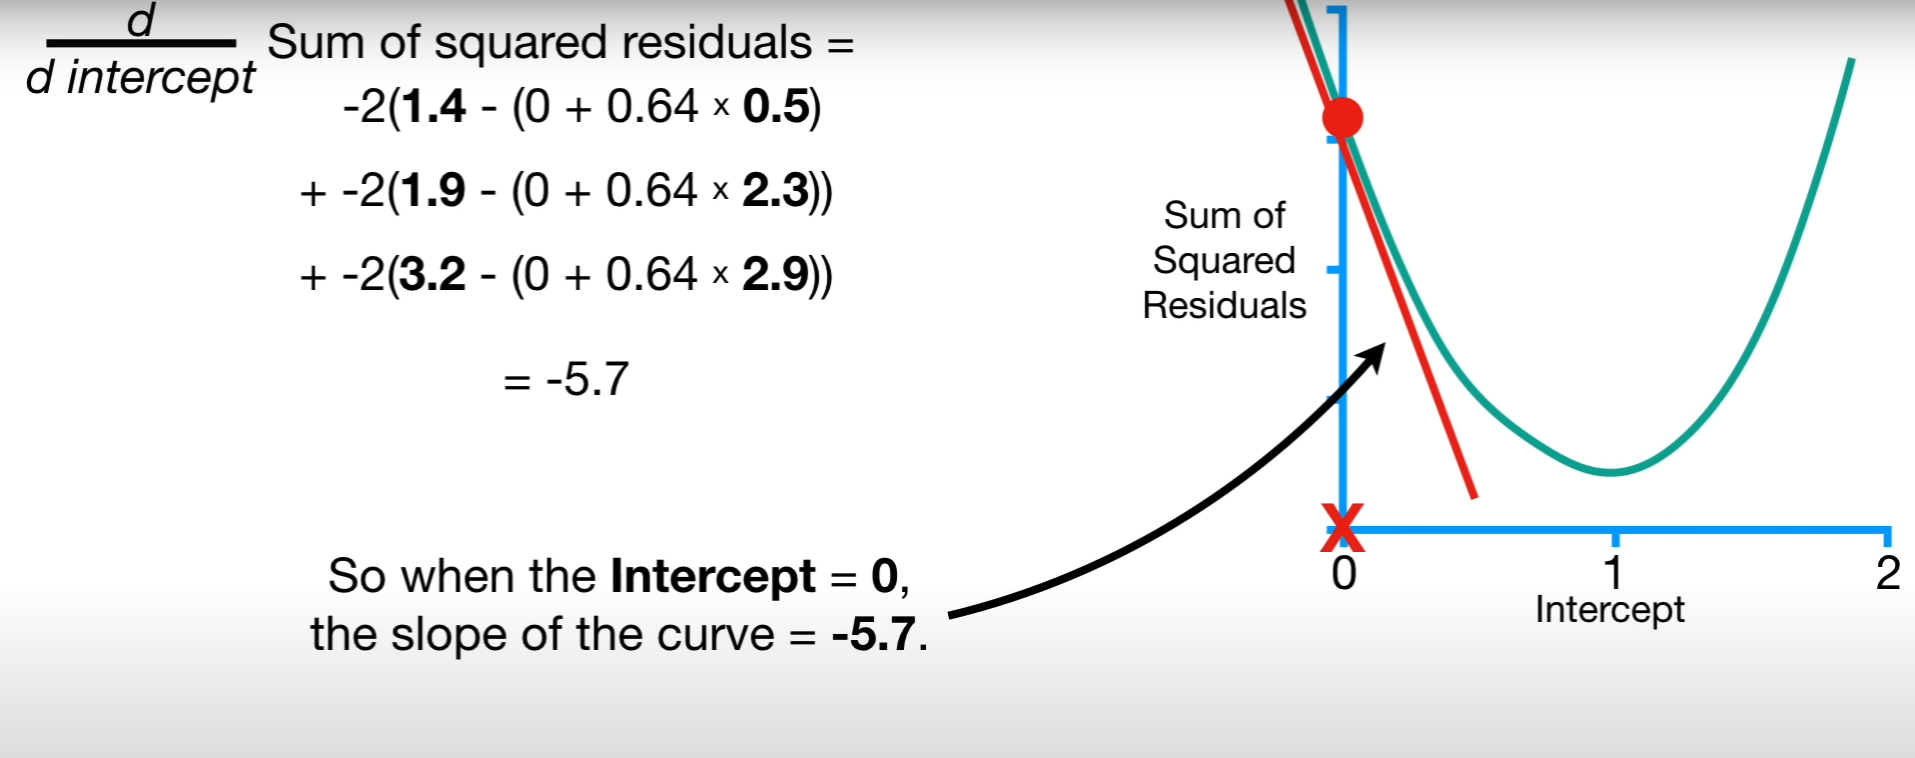 d
d intercept
Sum of squared residuals =
-2(1.4 - (0 + 0.64 × 0.5)
+ -2(1.9 - (0 + 0.64 × 2.3))
+ -2(3.2 - (0 + 0.64 × 2.9))
= -5.7
So when the Intercept = 0,
the slope of the curve = -5.7.
Sum of
Squared
Residuals
X
0 1 2
Intercept